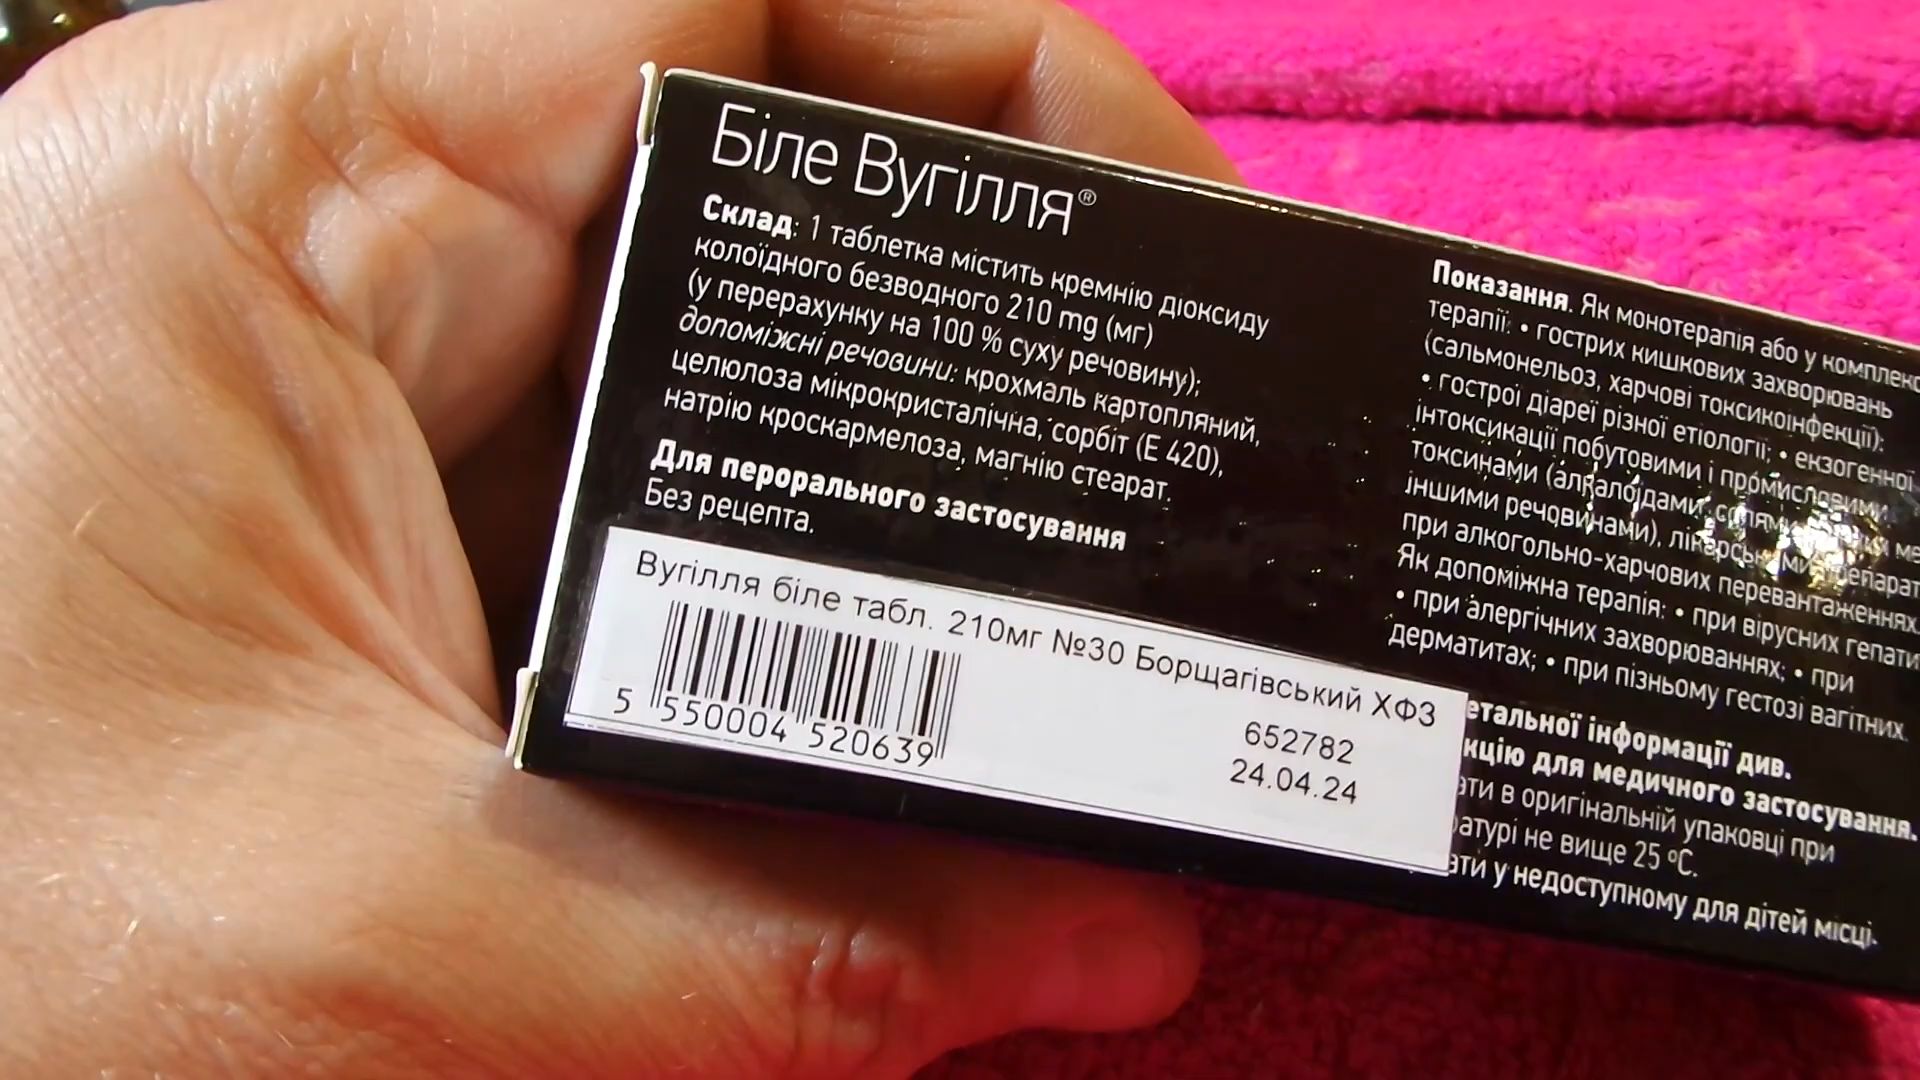 Біле Вугілля®
Склад: 1 таблетка містить кремнію діоксиду
колоїдного безводного 210 mg (мг)
(у перерахунку на 100 % суху речовину);
допоміжні речовини: крохмаль картопляний,
целюлоза мікрокристалічна, сорбіт (Е 420),
натрію кроскармелоза, магнію стеарат.
Для перорального застосування
Без рецепта.
Вугілля біле табл. 210мг №30 Борщагівський ХФЗ
5 550004 520639
652782
24.04.24
Показання. Як монотерапія або у комплекс
терапії: • гострих кишкових захворювань
(сальмонельоз, харчові токсикоінфекції);
• гострої діареї різної етіології; • екзогенної
інтоксикації побутовими і промисловими
токсинами (алкалоїдами, солями
іншими речовинами),
при алкогольно-харчових перевантаженнях.
Як допоміжна терапія: • при вірусних гепати
• при алергічних захворюваннях; • при
дерматитах; • при пізньому гестозі вагітних.
етальної інформації див.
кцію для медичного застосування.
ати в оригінальній упаковці при
ратурі не вище 25 ºС.
ати у недоступному для дітей місці.